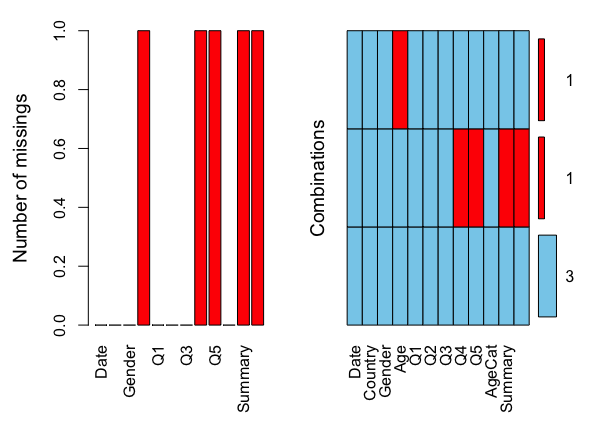 Number of missings
0.0
0.2
0.4
0.6
0.8
1.0
Date
Gender
Q1
Q3
Q5
Summary
Combinations
Date
Country
Gender
Age
Q1
Q2
Q3
Q4
Q5
AgeCat
Summary
1
1
3